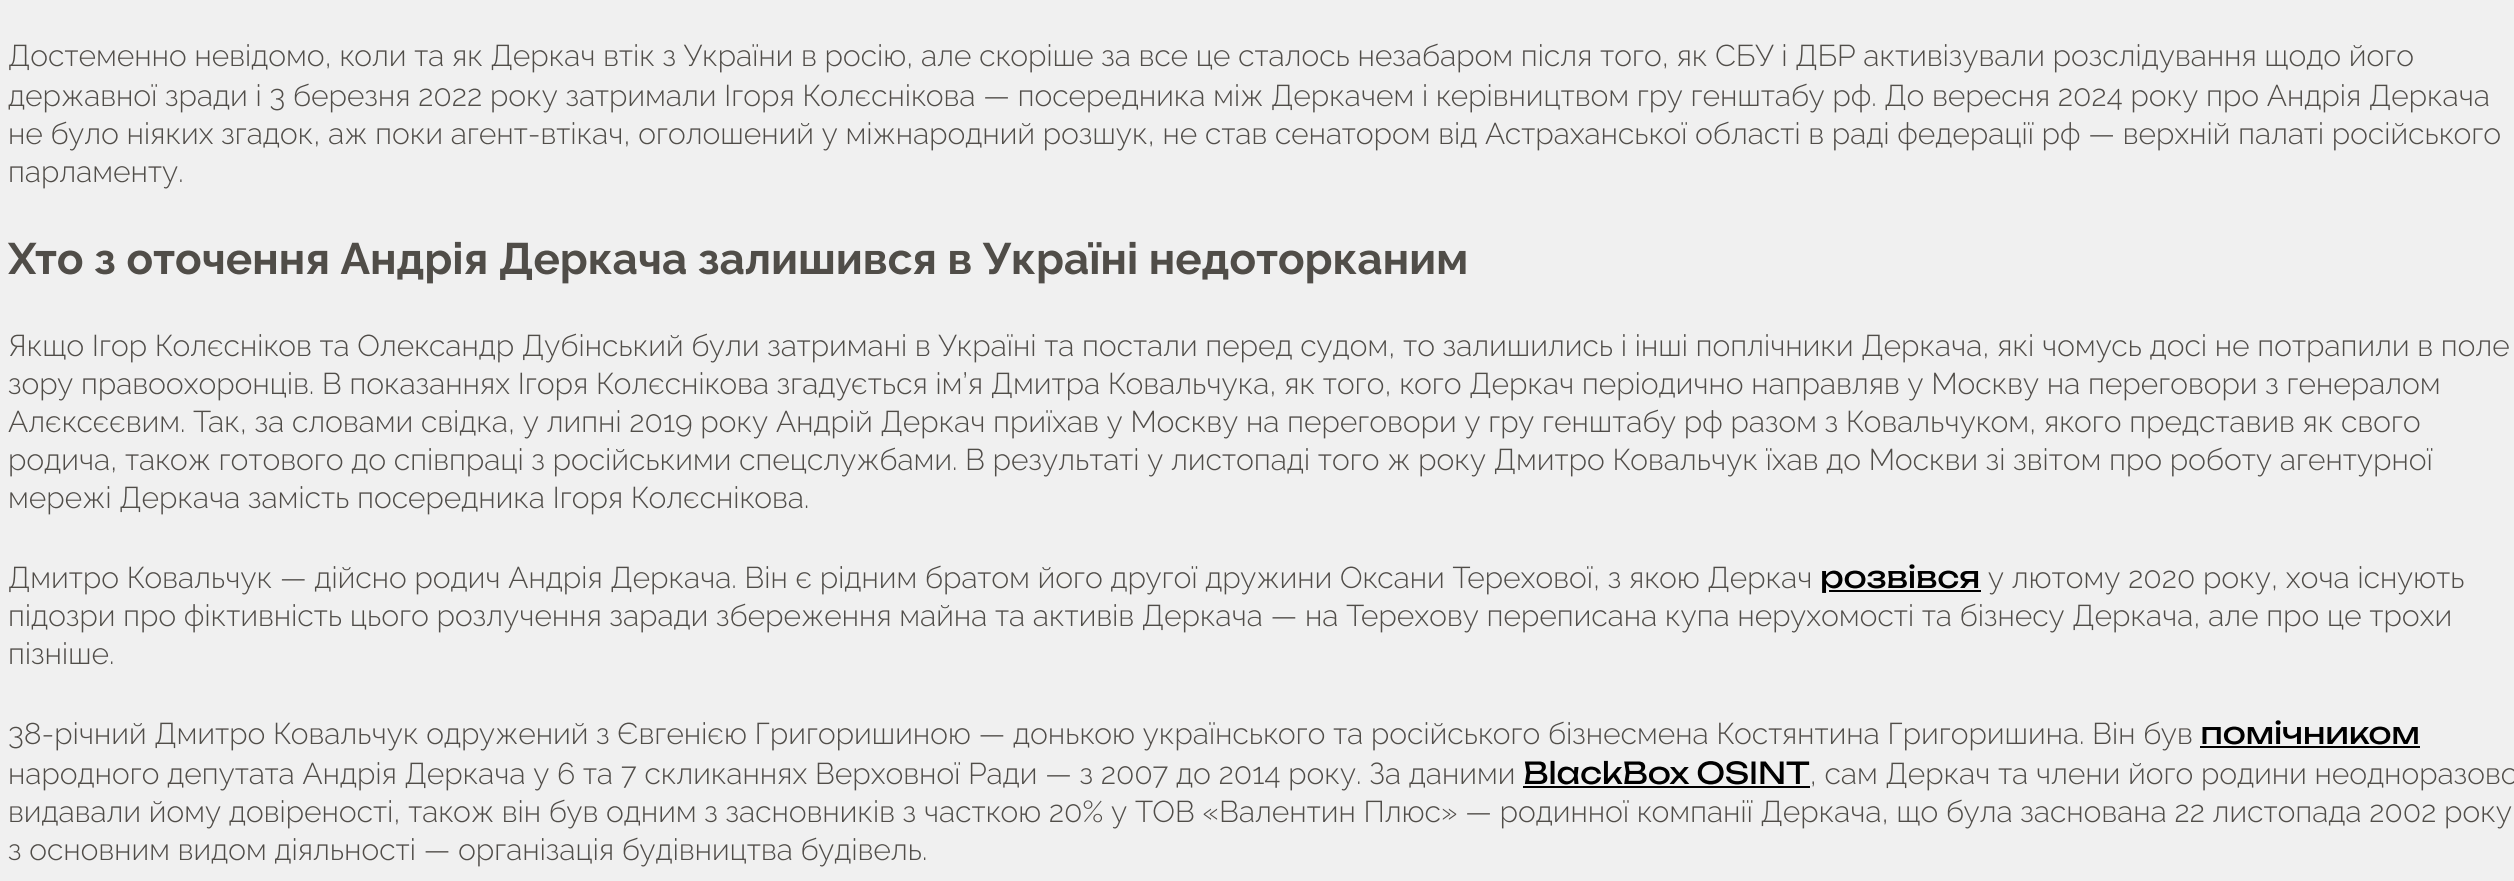 Достеменно невідомо, коли та як Деркач втік з України в росію, але скоріше за все це сталось незабаром після того, як СБУ і ДБР активізували розслідування щодо його
державної зради і 3 березня 2022 року затримали Ігоря Колєснікова — посередника між Деркачем і керівництвом гру генштабу рф. До вересня 2024 року про Андрія Деркача
не було ніяких згадок, аж поки агент-втікач, оголошений у міжнародний розшук, не став сенатором від Астраханської області в раді федерації рф — верхній палаті російського
парламенту.
Хто з оточення Андрія Деркача залишився в Україні недоторканим
Якщо Ігор Колєсніков та Олександр Дубінський були затримані в Україні та постали перед судом, то залишились і інші поплічники Деркача, які чомусь досі не потрапили в поле
зору правоохоронців. В показаннях Ігоря Колєснікова згадується ім’я Дмитра Ковальчука, як того, кого Деркач періодично направляв у Москву на переговори з генералом
Алєксєєвим. Так, за словами свідка, у липні 2019 року Андрій Деркач приїхав у Москву на переговори у гру генштабу рф разом з Ковальчуком, якого представив як свого
родича, також готового до співпраці з російськими спецслужбами. В результаті у листопаді того ж року Дмитро Ковальчук їхав до Москви зі звітом про роботу агентурної
мережі Деркача замість посередника Ігоря Колєснікова.
Дмитро Ковальчук — дійсно родич Андрія Деркача. Він є рідним братом його другої дружини Оксани Терехової, з якою Деркач розвівся у лютому 2020 року, хоча існують
підозри про фіктивність цього розлучення заради збереження майна та активів Деркача — на Терехову переписана купа нерухомості та бізнесу Деркача, але про це трохи
пізніше.
38-річний Дмитро Ковальчук одружений з Євгенією Григоришиною — донькою українського та російського бізнесмена Костянтина Григоришина. Він був помічником
народного депутата Андрія Деркача у 6 та 7 скликаннях Верховної Ради — з 2007 до 2014 року. За даними BlackBox OSINT, сам Деркач та члени його родини неодноразово
видавали йому довіреності, також він був одним з засновників з часткою 20% у ТОВ «Валентин Плюс» — родинної компанії Деркача, що була заснована 22 листопада 2002 року
з основним видом діяльності — організація будівництва будівель.